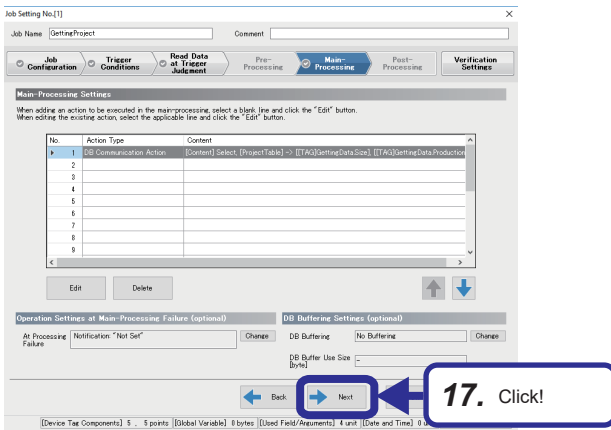 Job Setting No.[1]
Job Name GettingProject Comment
Job Configuration
Trigger Conditions
Read Data at Trigger Judgment
Pre-Processing
Main-Processing
Post-Processing
Verification Settings
Main-Processing Settings
When adding an action to be executed in the main-processing, select a blank line and click the "Edit" button.
When editing the existing action, select the applicable line and click the "Edit" button.
No. Action Type Content
1 DB Communication Action [Content] Select, [ProjectTable] -> [[TAG]GettingData.Size], [[TAG]GettingData.Production
2
3
4
5
6
7
8
9
Edit Delete
Operation Settings at Main-Processing Failure (optional)
At Processing Failure Notification: "Not Set" Change
DB Buffering Settings (optional)
DB Buffering No Buffering Change
DB Buffer Use Size [byte] -
Back Next
17. Click!
[Device Tag Components] 5 , 5 points [Global Variable] 0 bytes [Used Field/Arguments] 4 unit [Date and Time] 0